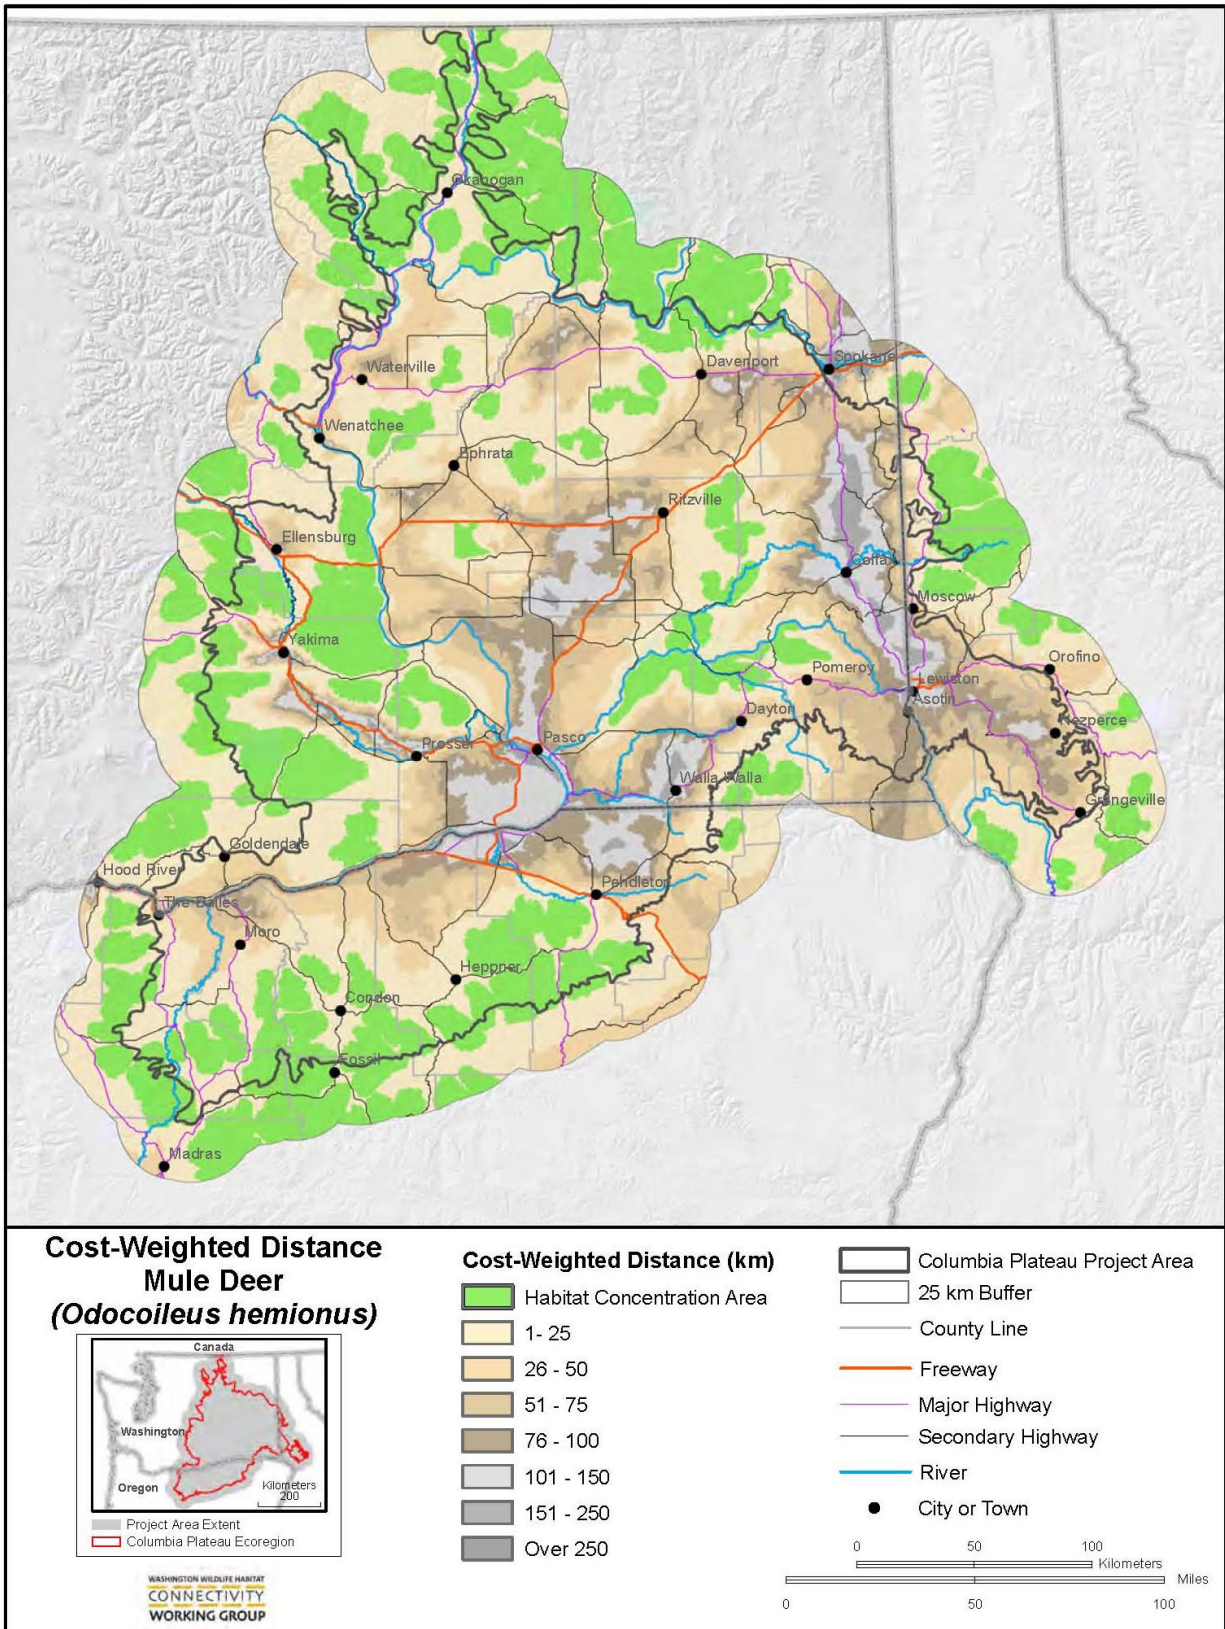 Okanogan
Waterville
Davenport
Spokane
Wenatchee
Ephrata
Ritzville
Ellensburg
Colfax
Moscow
Yakima
Orofino
Pomeroy
Lewiston
Asotin
Dayton
Nezperce
Prosser
Pasco
Walla Walla
Grangeville
Goldendale
Hood River
Pendleton
The Dalles
Moro
Heppner
Condon
Fossil
Madras
Cost-Weighted Distance
Mule Deer
(Odocoileus hemionus)
Canada
Washington
Oregon
Kilometers
200
Project Area Extent
Columbia Plateau Ecoregion
WASHINGTON WILDLIFE HABITAT
CONNECTIVITY
WORKING GROUP
Cost-Weighted Distance (km)
Habitat Concentration Area
1- 25
26 - 50
51 - 75
76 - 100
101 - 150
151 - 250
Over 250
Columbia Plateau Project Area
25 km Buffer
County Line
Freeway
Major Highway
Secondary Highway
River
City or Town
0 50 100
Kilometers
Miles
0 50 100